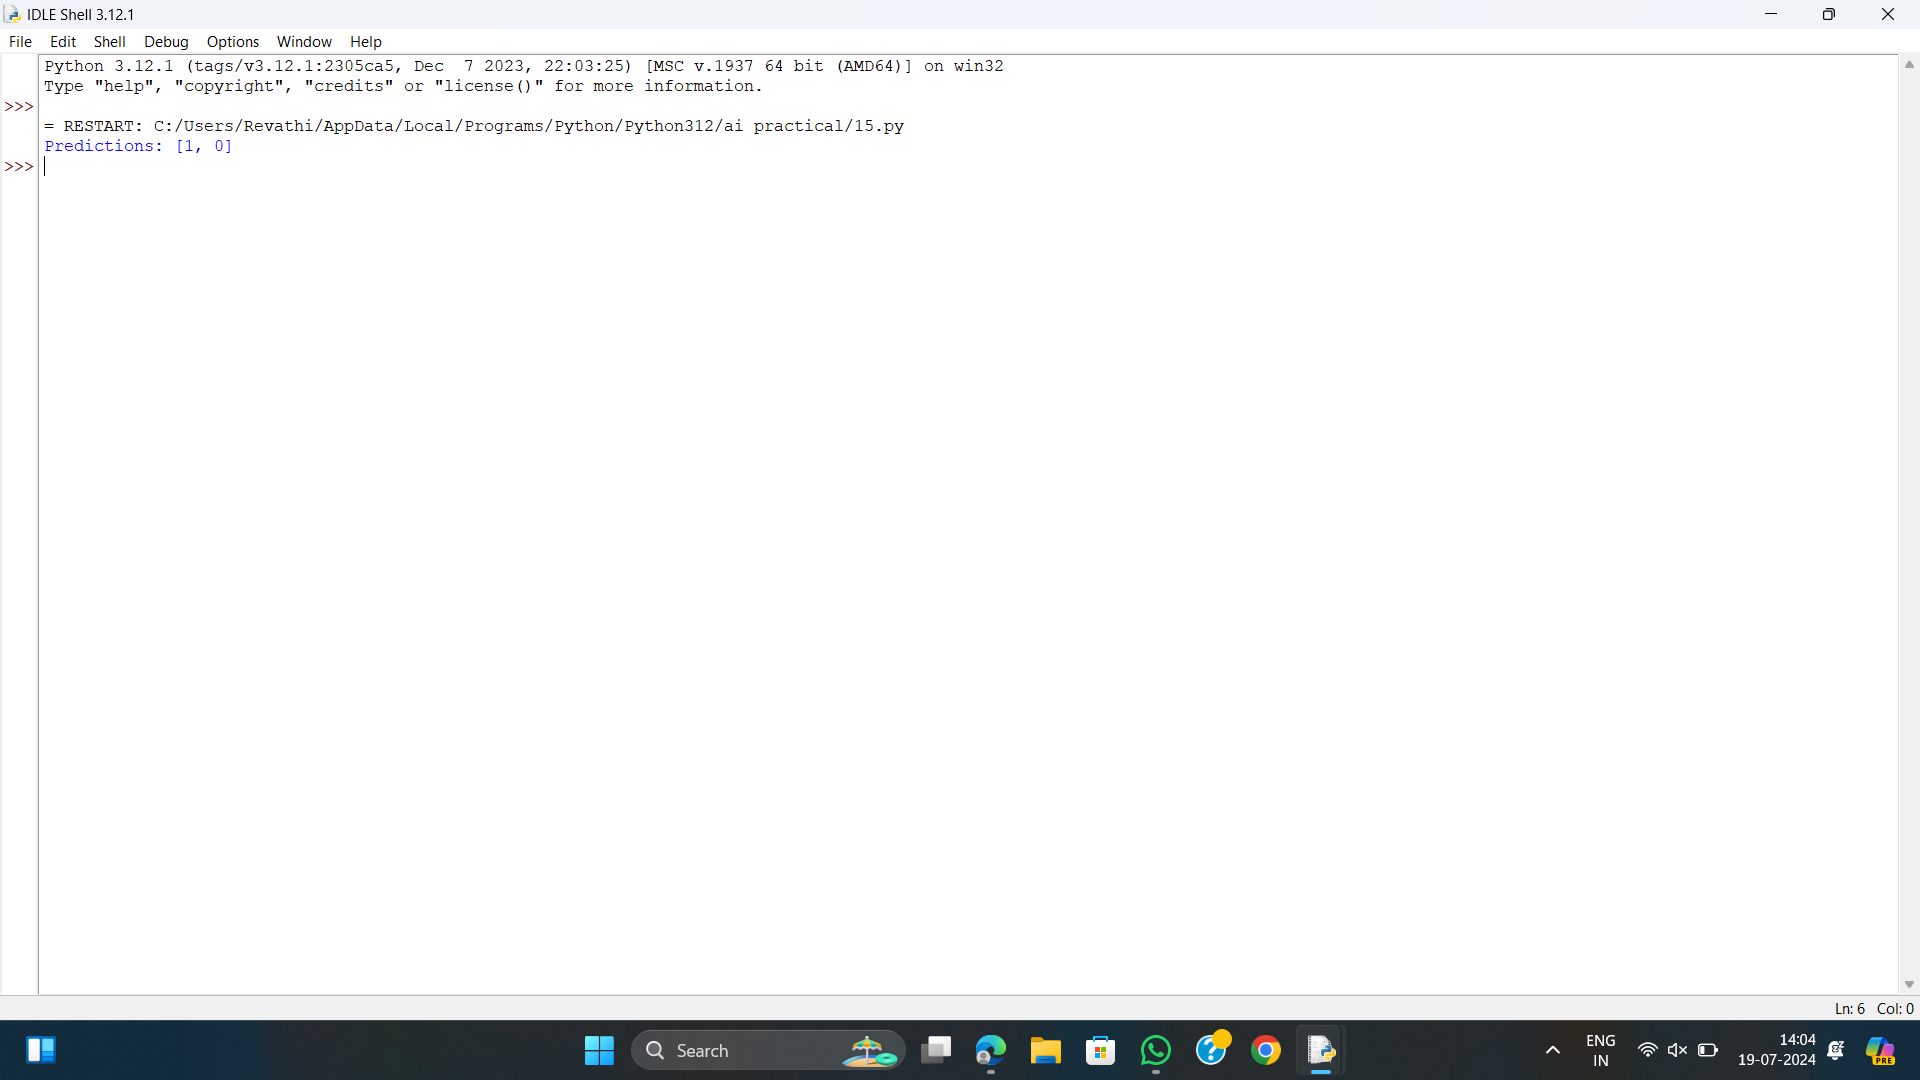 IDLE Shell 3.12.1
File Edit Shell Debug Options Window Help
Python 3.12.1 (tags/v3.12.1:2305ca5, Dec  7 2023, 22:03:25) [MSC v.1937 64 bit (AMD64)] on win32
Type "help", "copyright", "credits" or "license()" for more information.
>>>
= RESTART: C:/Users/Revathi/AppData/Local/Programs/Python/Python312/ai practical/15.py
Predictions: [1, 0]
>>>
Ln: 6 Col: 0
Search
ENG
IN
14:04
19-07-2024
PRE